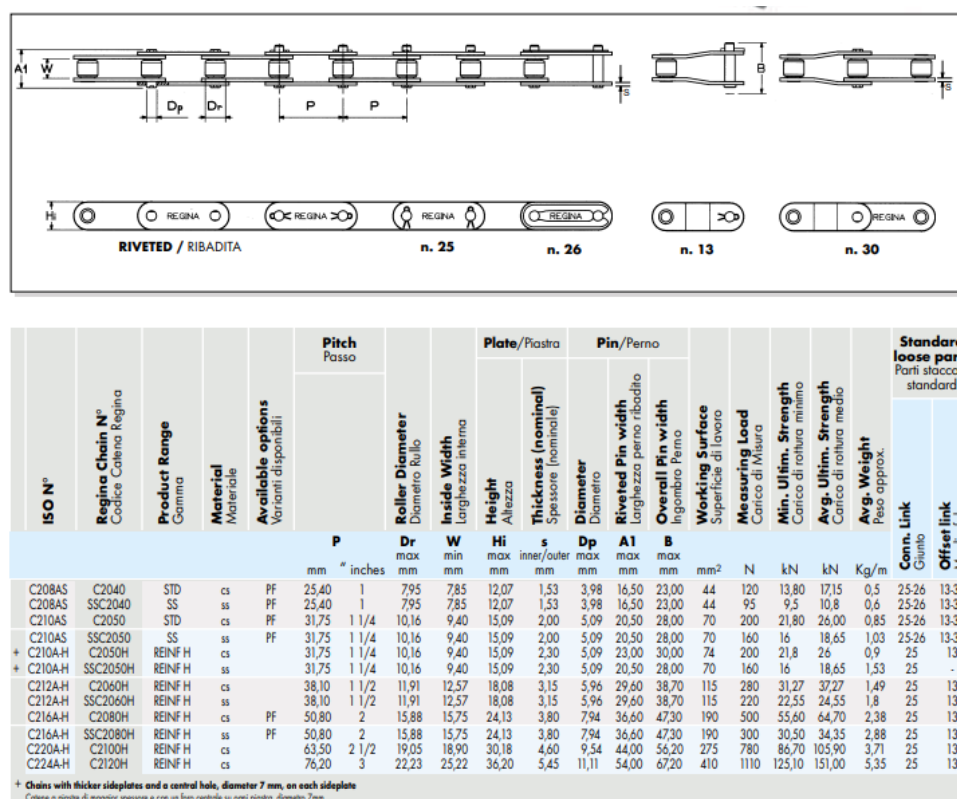 A1 W Dp Dr P P S B S
Hi REGINA REGINA REGINA REGINA REGINA
RIVETED / RIBADITA n. 25 n. 26 n. 13 n. 30
ISO N°
Regina Chain N°
Codice Catena Regina
Product Range
Gamma
Material
Materiale
Available options
Varianti disponibili
Pitch
Passo
Roller Diameter
Diametro Rullo
Inside Width
Larghezza interna
Plate/Piastra
Height
Altezza
Thickness (nominal)
Spessore (nominale)
Pin/Perno
Diameter
Diametro
Riveted Pin width
Larghezza perno ribadito
Overall Pin width
Ingombro Perno
Working Surface
Superficie di lavoro
Measuring Load
Carico di Misura
Min. Ultim. Strength
Carico di rottura minimo
Avg. Ultim. Strength
Carico di rottura medio
Avg. Weight
Peso approx.
Standar
loose par
Parti stacca
standard
Conn. Link
Giunto
Offset link
P Dr W Hi s Dp A1 B
max min max inner/outer max max max
mm " inches mm mm mm mm mm mm mm mm² N kN kN Kg/m
C208AS C2040 STD cs PF 25,40 1 7,95 7,85 12,07 1,53 3,98 16,50 23,00 44 120 13,80 17,15 0,5 25-26 13-3
C208AS SSC2040 SS ss PF 25,40 1 7,95 7,85 12,07 1,53 3,98 16,50 23,00 44 95 9,5 10,8 0,6 25-26 13-3
C210AS C2050 STD cs PF 31,75 1 1/4 10,16 9,40 15,09 2,00 5,09 20,50 28,00 70 200 21,80 26,00 0,85 25-26 13-3
C210AS SSC2050 SS ss PF 31,75 1 1/4 10,16 9,40 15,09 2,00 5,09 20,50 28,00 70 160 16 18,65 1,03 25-26 13-3
+ C210A-H C2050H REINF H cs 31,75 1 1/4 10,16 9,40 15,09 2,30 5,09 23,00 30,00 74 200 21,8 26 0,9 25 13
+ C210A-H SSC2050H REINF H ss 31,75 1 1/4 10,16 9,40 15,09 2,30 5,09 20,50 28,00 70 160 16 18,65 1,53 25 -
C212A-H C2060H REINF H cs 38,10 1 1/2 11,91 12,57 18,08 3,15 5,96 29,60 38,70 115 280 31,27 37,27 1,49 25 13
C212A-H SSC2060H REINF H ss 38,10 1 1/2 11,91 12,57 18,08 3,15 5,96 29,60 38,70 115 220 22,55 24,55 1,8 25 13
C216A-H C2080H REINF H cs PF 50,80 2 15,88 15,75 24,13 3,80 7,94 36,60 47,30 190 500 55,60 64,70 2,38 25 13
C216A-H SSC2080H REINF H ss PF 50,80 2 15,88 15,75 24,13 3,80 7,94 36,60 47,30 190 300 30,50 34,35 2,88 25 13
C220A-H C2100H REINF H cs 63,50 2 1/2 19,05 18,90 30,18 4,60 9,54 44,00 56,20 275 780 86,70 105,90 3,71 25 13
C224A-H C2120H REINF H cs 76,20 3 22,23 25,22 36,20 5,45 11,11 54,00 67,20 410 1110 125,10 151,00 5,35 25 13
+ Chains with thicker sideplates and a central hole, diameter 7 mm, on each sideplate